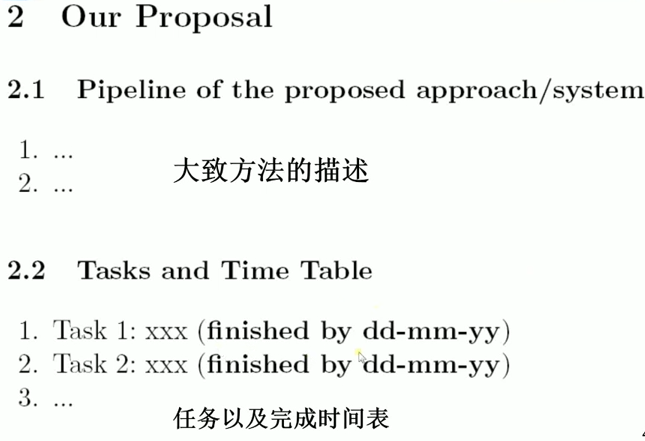 2 Our Proposal
2.1 Pipeline of the proposed approach/system
1. ...
大致方法的描述
2. ...
2.2 Tasks and Time Table
1. Task 1: xxx (finished by dd-mm-yy)
2. Task 2: xxx (finished by dd-mm-yy)
3. ...
任务以及完成时间表